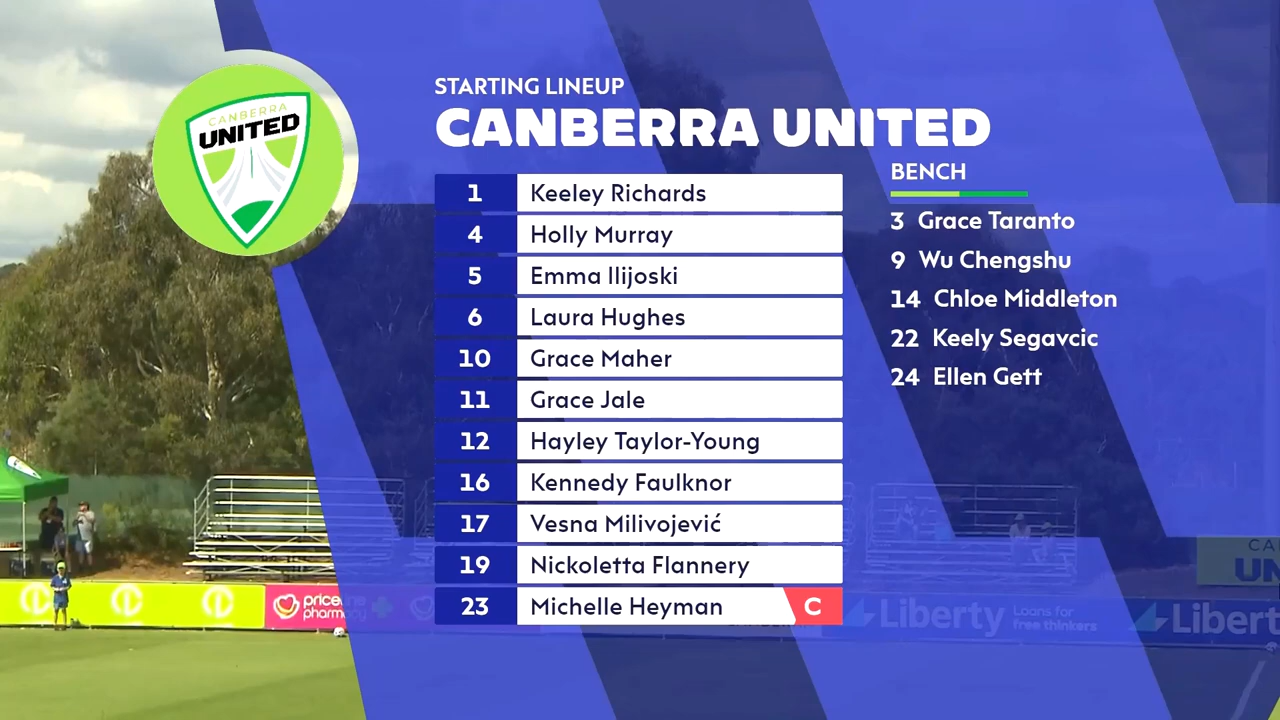 STARTING LINEUP
CANBERRA UNITED
CANBERRA
UNITED
1 Keeley Richards
4 Holly Murray
5 Emma Ilijoski
6 Laura Hughes
10 Grace Maher
11 Grace Jale
12 Hayley Taylor-Young
16 Kennedy Faulknor
17 Vesna Milivojević
19 Nickoletta Flannery
23 Michelle Heyman C
BENCH
3 Grace Taranto
9 Wu Chengshu
14 Chloe Middleton
22 Keely Segavcic
24 Ellen Gett
priceline
pharmacy
Liberty
Loans for
free thinkers
Liberty